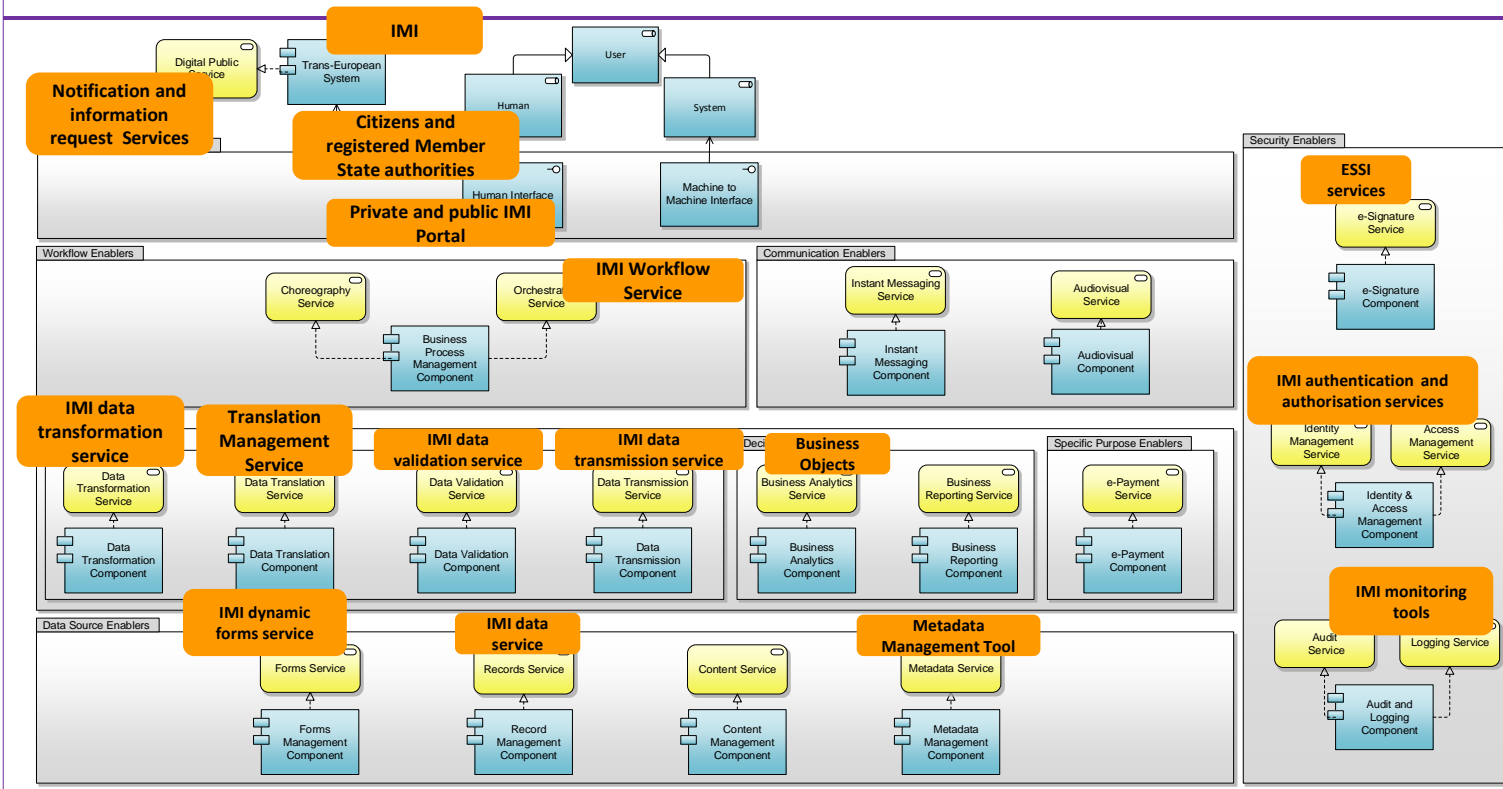 IMI
Digital Public
Trans-European
System
User
Human
System
Notification and
information
request Services
Citizens and
registered Member
State authorities
Human Interface
Machine to
Machine Interface
Private and public IMI
Portal
Security Enablers
ESSI
services
e-Signature
Service
e-Signature
Component
Workflow Enablers
Choreography
Service
Service
IMI Workflow
Service
Business
Process
Management
Component
Communication Enablers
Instant Messaging
Service
Audiovisual
Service
Instant
Messaging
Component
Audiovisual
Component
IMI authentication and
authorisation services
Identity
Management
Service
Access
Management
Service
Identity &
Access
Management
Component
IMI data
transformation
service
Translation
Management
Service
IMI data
validation service
IMI data
transmission service
Business
Objects
Specific Purpose Enablers
Data
Transformation
Service
Data Translation
Service
Data Validation
Service
Data Transmission
Service
Business Analytics
Service
Business
Reporting Service
e-Payment
Service
Data
Transformation
Component
Data Translation
Component
Data Validation
Component
Data
Transmission
Component
Business
Analytics
Component
Business
Reporting
Component
e-Payment
Component
IMI monitoring
tools
Audit
Service
Logging Service
Audit and
Logging
Component
Data Source Enablers
IMI dynamic
forms service
IMI data
service
Metadata
Management Tool
Forms Service
Records Service
Content Service
Metadata Service
Forms
Management
Component
Record
Management
Component
Content
Management
Component
Metadata
Management
Component